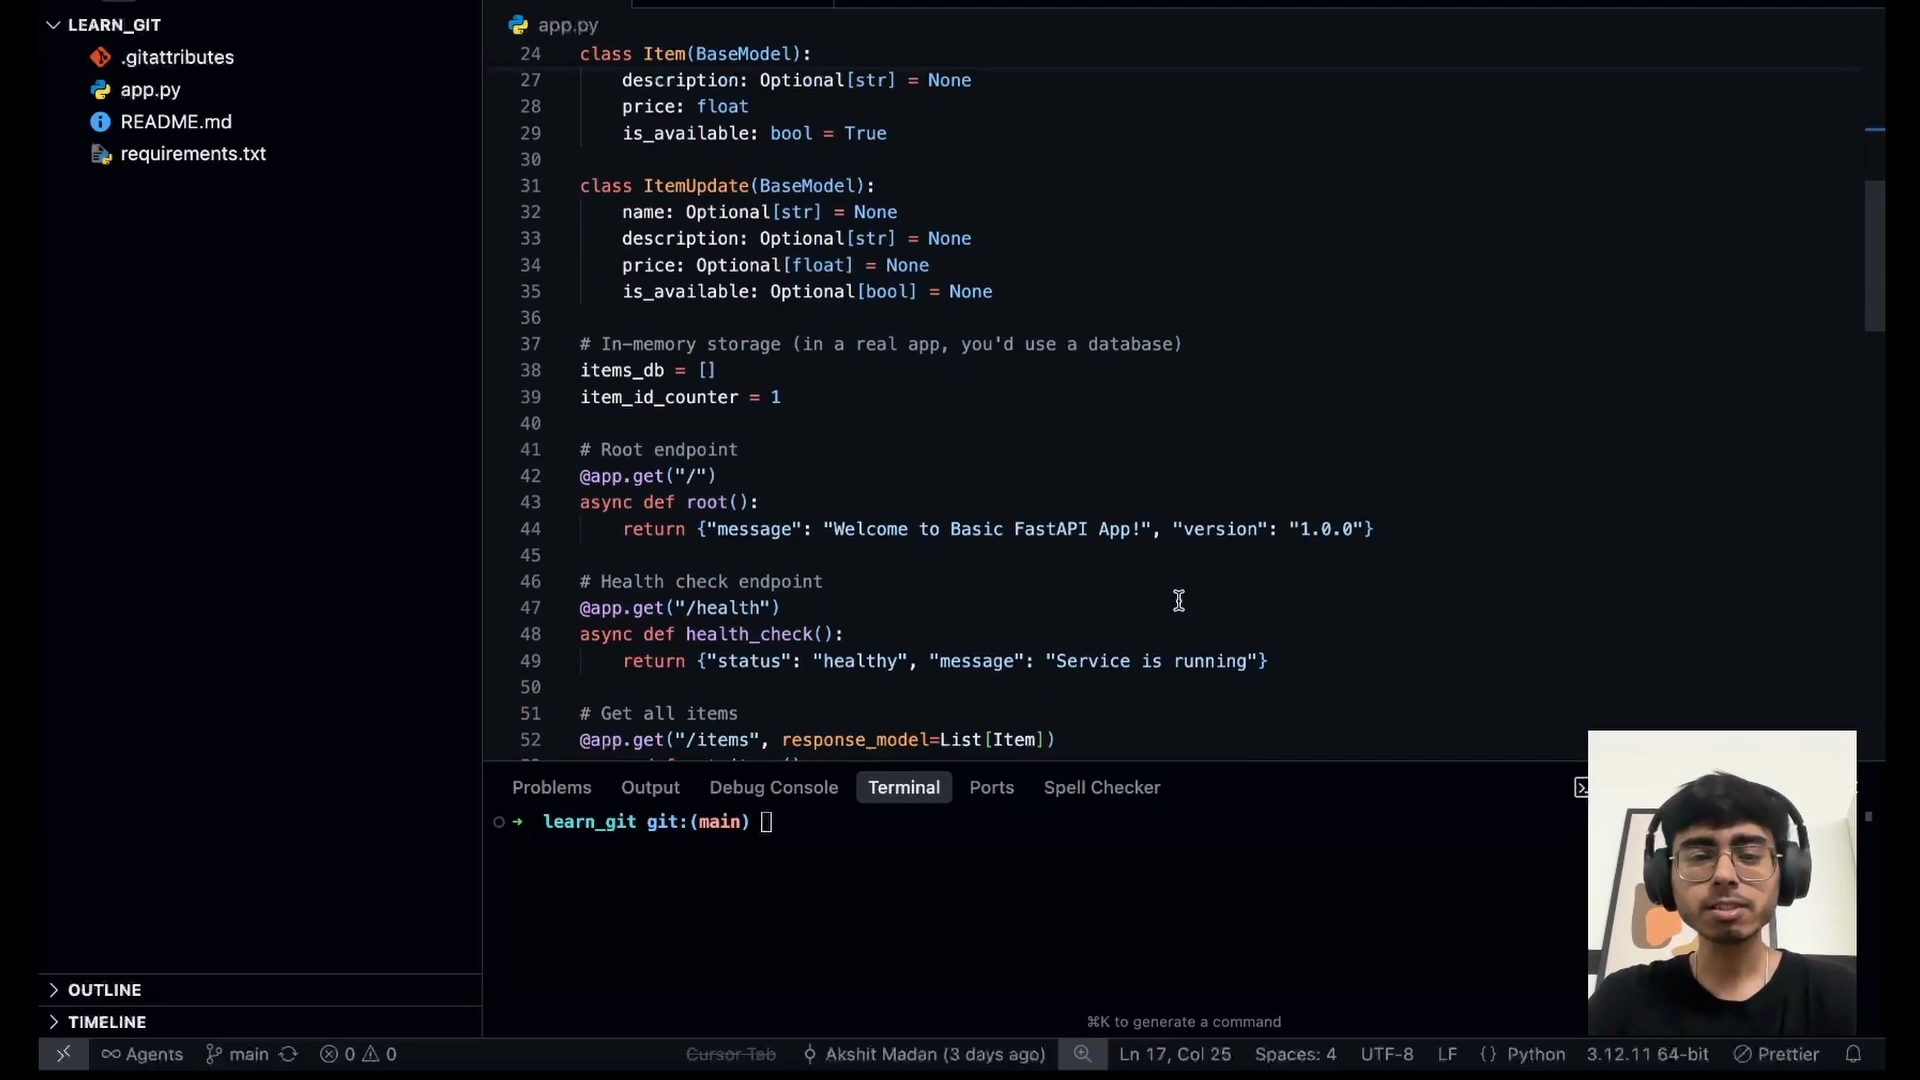 LEARN_GIT
.gitattributes
app.py
README.md
requirements.txt
OUTLINE
TIMELINE
app.py
24 class Item(BaseModel):
27 description: Optional[str] = None
28 price: float
29 is_available: bool = True
30
31 class ItemUpdate(BaseModel):
32 name: Optional[str] = None
33 description: Optional[str] = None
34 price: Optional[float] = None
35 is_available: Optional[bool] = None
36
37 # In-memory storage (in a real app, you'd use a database)
38 items_db = []
39 item_id_counter = 1
40
41 # Root endpoint
42 @app.get("/")
43 async def root():
44 return {"message": "Welcome to Basic FastAPI App!", "version": "1.0.0"}
45
46 # Health check endpoint
47 @app.get("/health")
48 async def health_check():
49 return {"status": "healthy", "message": "Service is running"}
50
51 # Get all items
52 @app.get("/items", response_model=List[Item])
Problems Output Debug Console Terminal Ports Spell Checker
→ learn_git git:(main)
⌘K to generate a command
Agents main 0 0 Cursor Tab Akshit Madan (3 days ago) Ln 17, Col 25 Spaces: 4 UTF-8 LF {} Python 3.12.11 64-bit Prettier